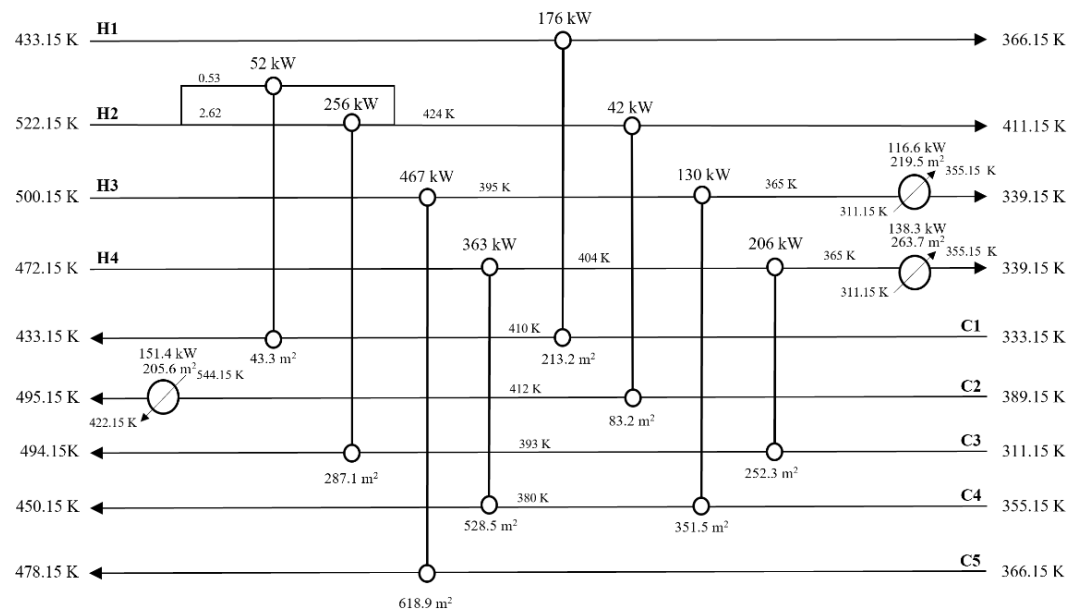 176 kW
433.15 K
H1
366.15 K
52 kW
0.53
256 kW
42 kW
H2
2.62
424 K
522.15 K
411.15 K
116.6 kW
219.5 m²
355.15 K
467 kW
130 kW
H3
395 K
365 K
500.15 K
339.15 K
311.15 K
138.3 kW
263.7 m²
355.15 K
363 kW
206 kW
H4
404 K
365 K
472.15 K
339.15 K
311.15 K
410 K
C1
433.15 K
333.15 K
43.3 m²
213.2 m²
151.4 kW
205.6 m²
544.15 K
412 K
C2
495.15 K
389.15 K
422.15 K
83.2 m²
393 K
C3
494.15K
311.15 K
287.1 m²
252.3 m²
380 K
C4
450.15 K
355.15 K
528.5 m²
351.5 m²
C5
478.15 K
366.15 K
618.9 m²